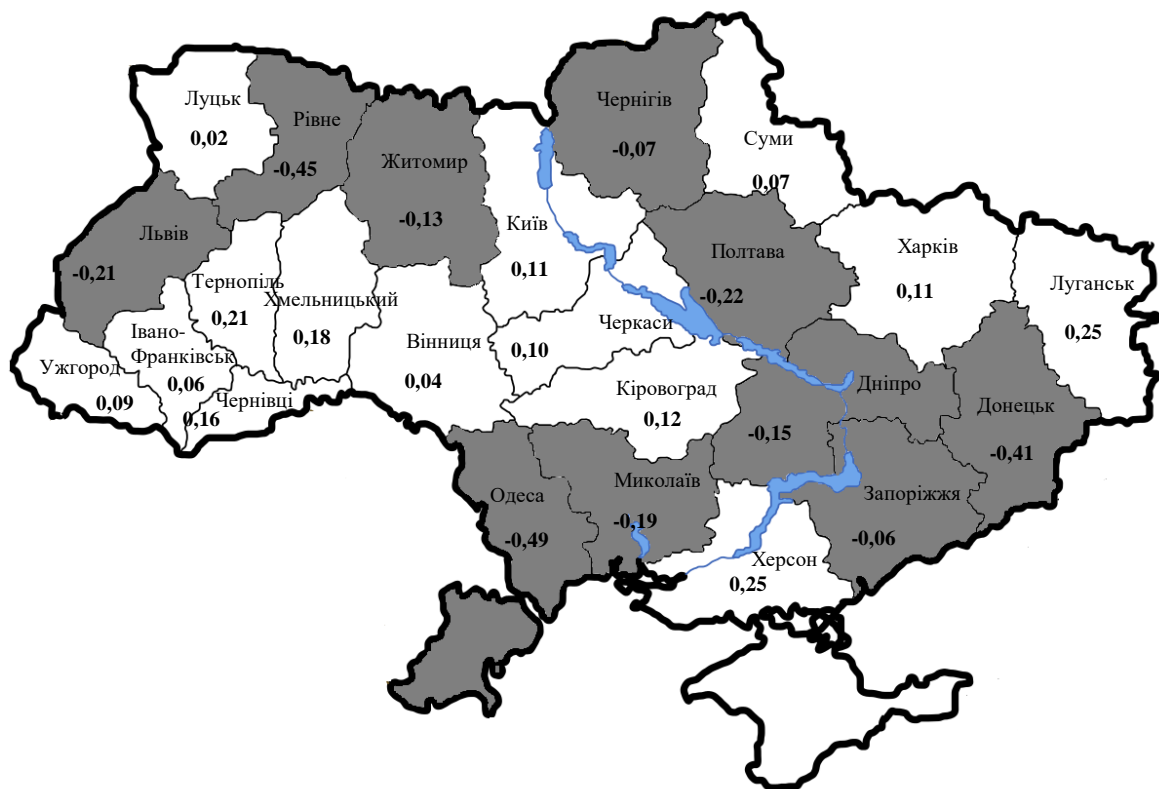 Луцьк
0,02
Рівне
-0,45
Житомир
-0,13
Чернігів
-0,07
Суми
0,07
Київ
0,11
Львів
-0,21
Тернопіль
0,21
Хмельницький
0,18
Вінниця
0,04
Черкаси
0,10
Полтава
-0,22
Харків
0,11
Луганськ
0,25
Ужгород
0,09
Івано-
Франківськ
0,06
Чернівці
0,16
Кіровоград
0,12
Дніпро
-0,15
Донецьк
-0,41
Одеса
-0,49
Миколаїв
-0,19
Запоріжжя
-0,06
Херсон
0,25